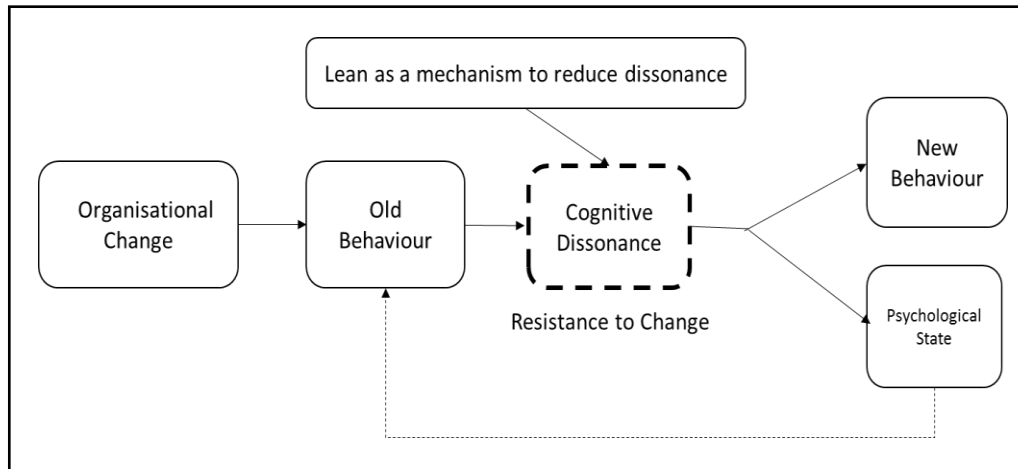 Lean as a mechanism to reduce dissonance
Organisational
Change
Old
Behaviour
Cognitive
Dissonance
Resistance to Change
New
Behaviour
Psychological
State